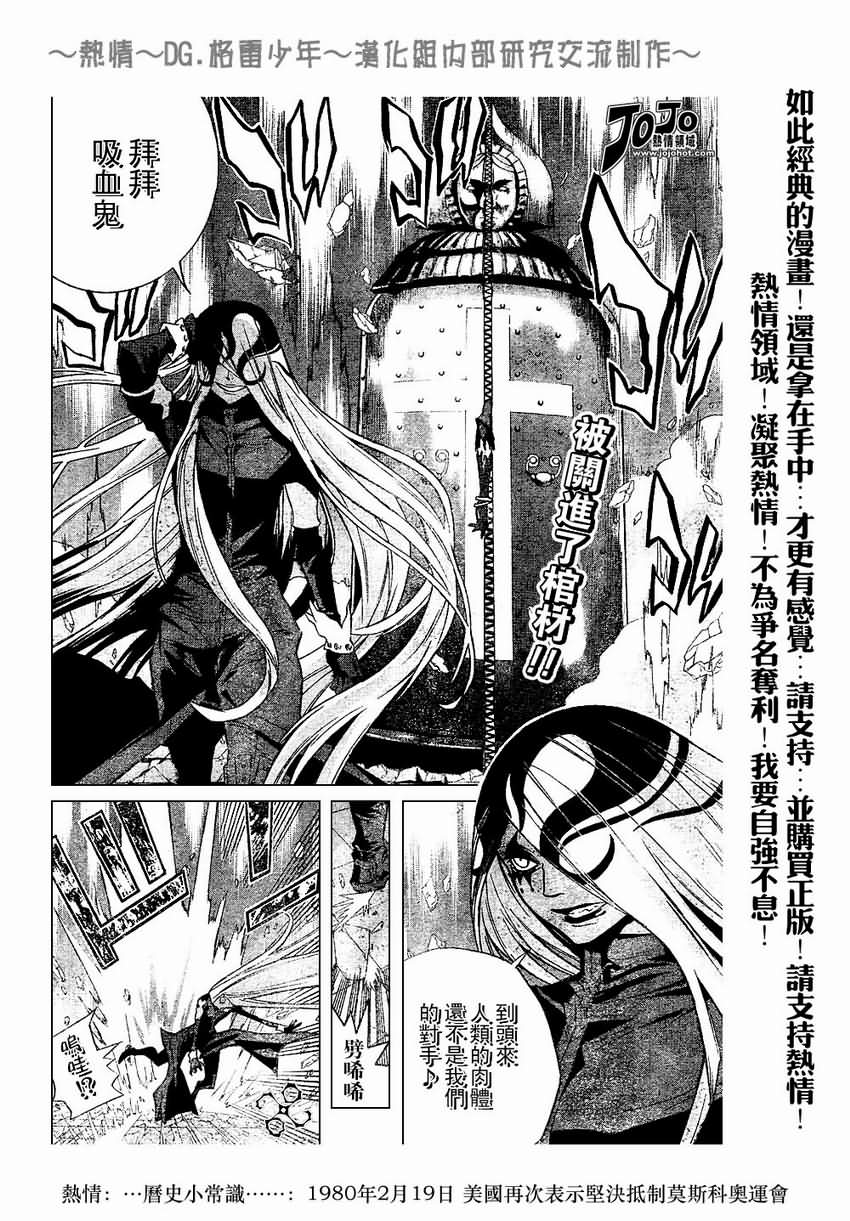 ～熱情～DG.格雷少年～漢化組内部研究交流制作～
如此經典的漫畫！還是拿在手中…才更有感覺…請支持…並購買正版！請支持熱情！
熱情領域！凝聚熱情！不為爭名奪利！我要自強不息！
JOJO
熱情領域
www.jojohot.com
拜拜
吸血鬼
被關進了棺材!!
到頭來
人類的肉體
還不是我們
的對手♪
劈唏唏
嗚哇!?
熱情：…曆史小常識……：1980年2月19日 美國再次表示堅決抵制莫斯科奧運會